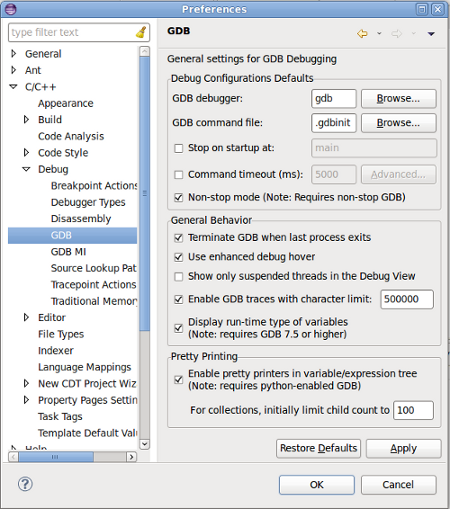 Preferences
type filter text
General
Ant
C/C++
Appearance
Build
Code Analysis
Code Style
Debug
Breakpoint Actions
Debugger Types
Disassembly
GDB
GDB MI
Source Lookup Pat
Tracepoint Actions
Traditional Memory
Editor
File Types
Indexer
Language Mappings
New CDT Project Wiz
Property Pages Settin
Task Tags
Template Default Valu
Help
GDB
General settings for GDB Debugging
Debug Configurations Defaults
GDB debugger: gdb Browse...
GDB command file: .gdbinit Browse...
Stop on startup at: main
Command timeout (ms): 5000 Advanced...
Non-stop mode (Note: Requires non-stop GDB)
General Behavior
Terminate GDB when last process exits
Use enhanced debug hover
Show only suspended threads in the Debug View
Enable GDB traces with character limit: 500000
Display run-time type of variables
(Note: requires GDB 7.5 or higher)
Pretty Printing
Enable pretty printers in variable/expression tree
(Note: requires python-enabled GDB)
For collections, initially limit child count to 100
Restore Defaults Apply
? OK Cancel